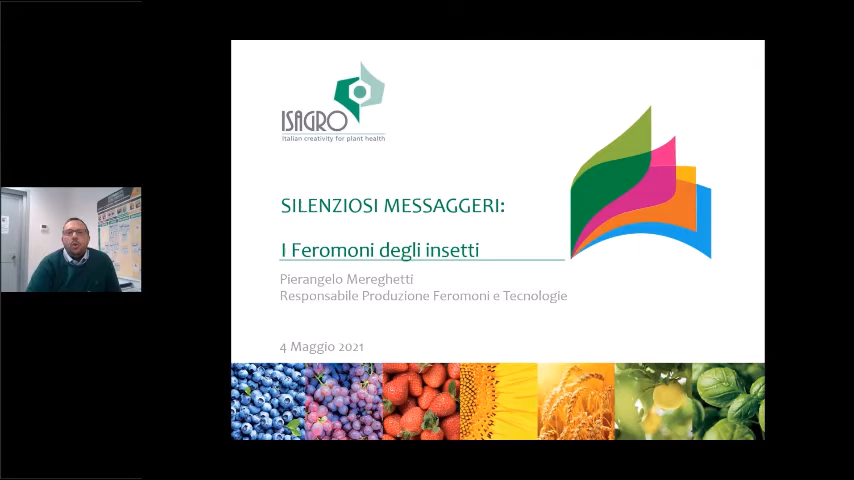 ISAGRO
Italian creativity for plant health
SILENZIOSI MESSAGGERI:
I Feromoni degli insetti
Pierangelo Mereghetti
Responsabile Produzione Feromoni e Tecnologie
4 Maggio 2021